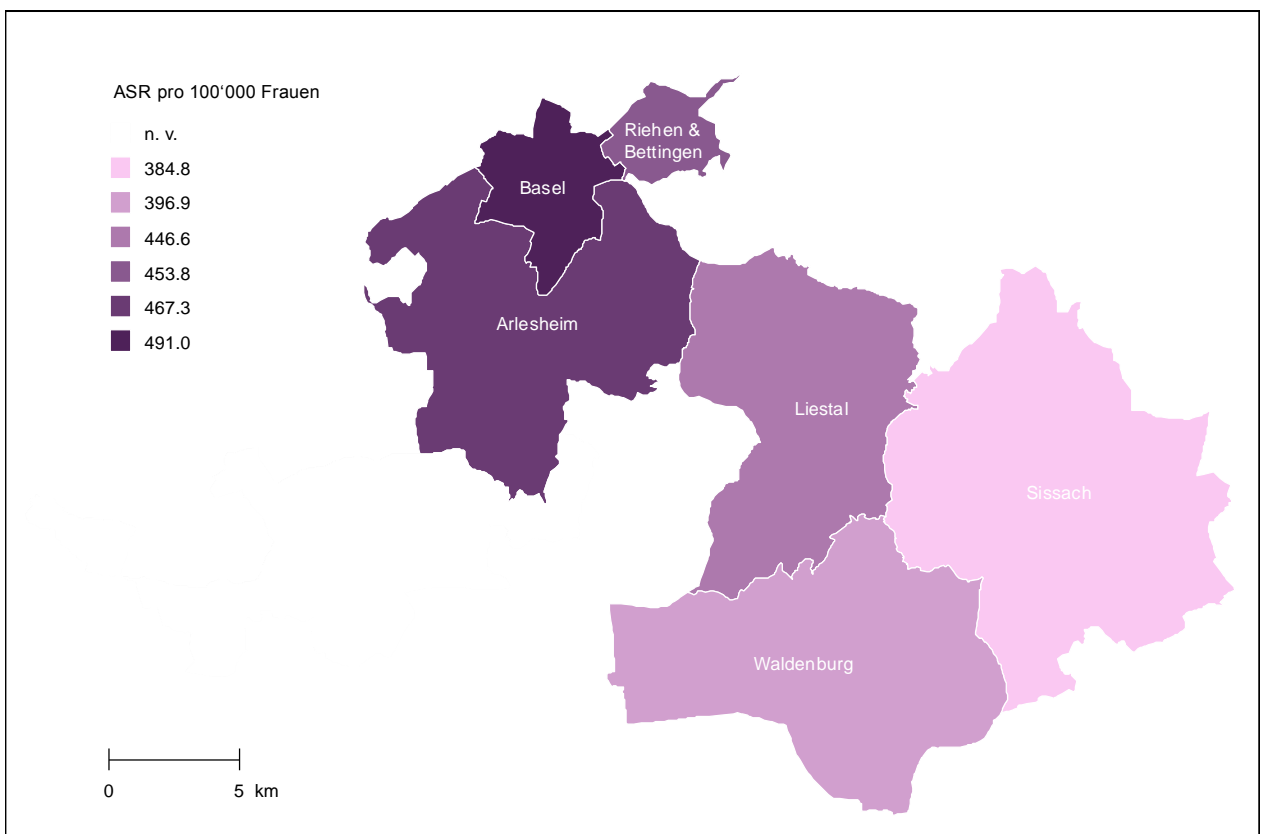 ASR pro 100‘000 Frauen
n. v.
384.8
396.9
446.6
453.8
467.3
491.0
Riehen &
Bettingen
Basel
Arlesheim
Liestal
Sissach
Waldenburg
0 5 km